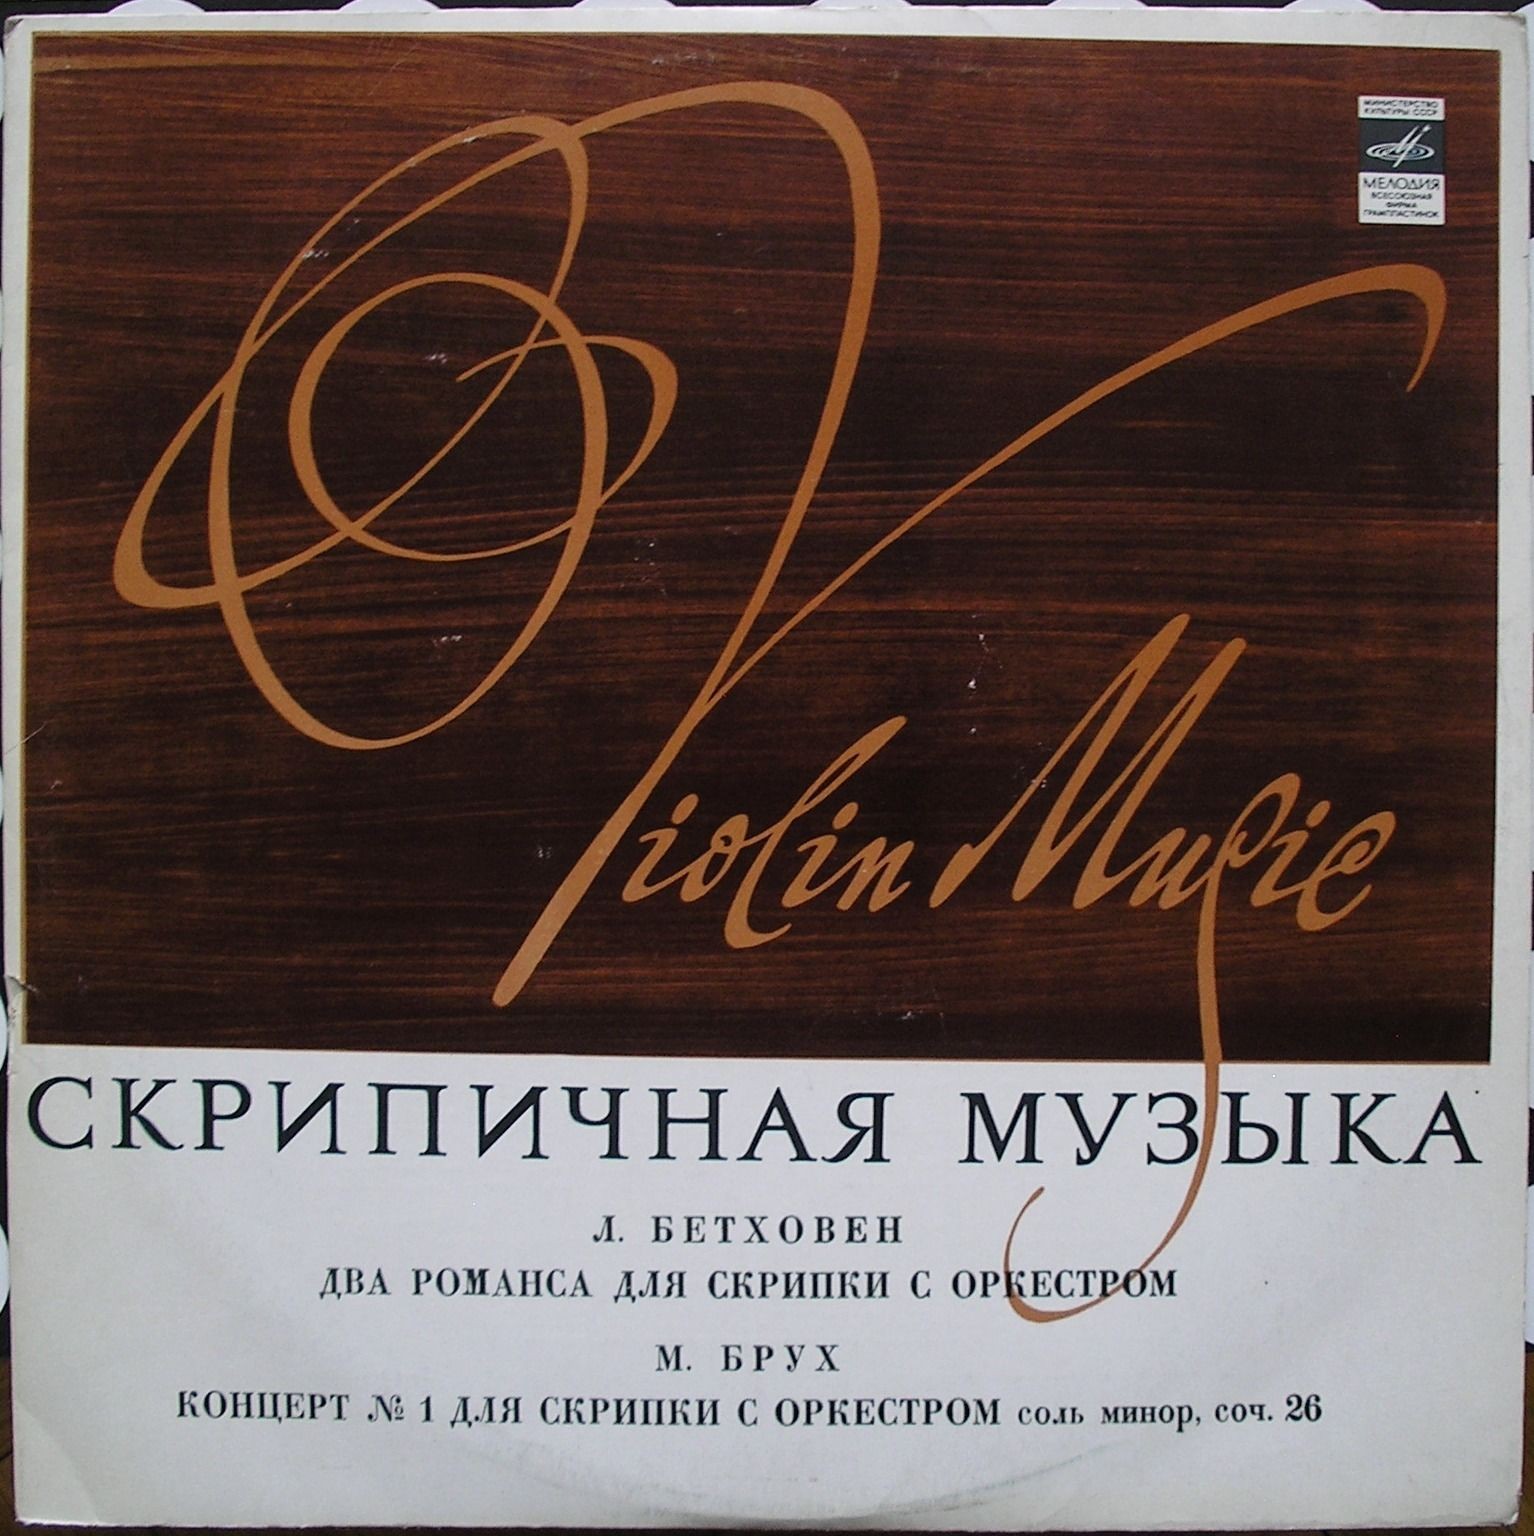 МИНИСТЕРСТВО
КУЛЬТУРЫ СССР
МЕЛОДИЯ
ВСЕСОЮЗНАЯ
ФИРМА
ГРАМПЛАСТИНОК
Violin Music
СКРИПИЧНАЯ МУЗЫКА
Л. БЕТХОВЕН
ДВА РОМАНСА ДЛЯ СКРИПКИ С ОРКЕСТРОМ
М. БРУХ
КОНЦЕРТ № 1 ДЛЯ СКРИПКИ С ОРКЕСТРОМ соль минор, соч. 26